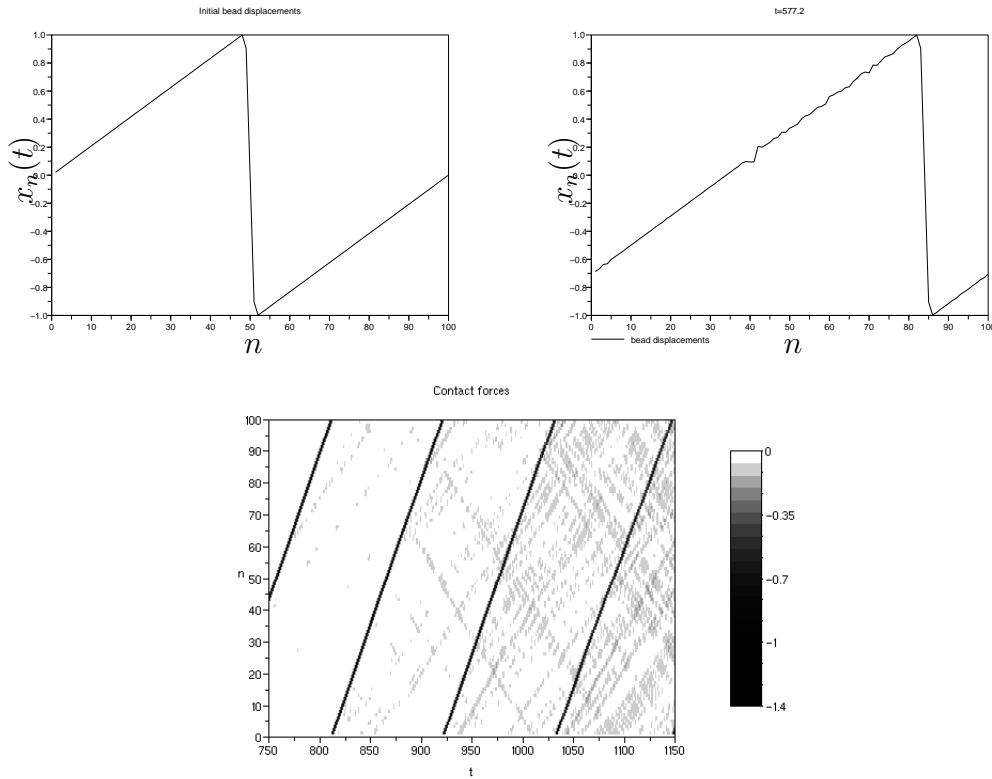 Initial bead displacements
1.0
0.8
0.6
0.4
0.2
0.0
−0.2
−0.4
−0.6
−0.8
−1.0
0 10 20 30 40 50 60 70 80 90 100
x_n(t)
n
t=577.2
1.0
0.8
0.6
0.4
0.2
0.0
−0.2
−0.4
−0.6
−0.8
−1.0
0 10 20 30 40 50 60 70 80 90 100
x_n(t)
n
bead displacements
Contact forces
100
90
80
70
60
50
40
30
20
10
0
n
750 800 850 900 950 1000 1050 1100 1150
t
0
-0.35
-0.7
-1
-1.4